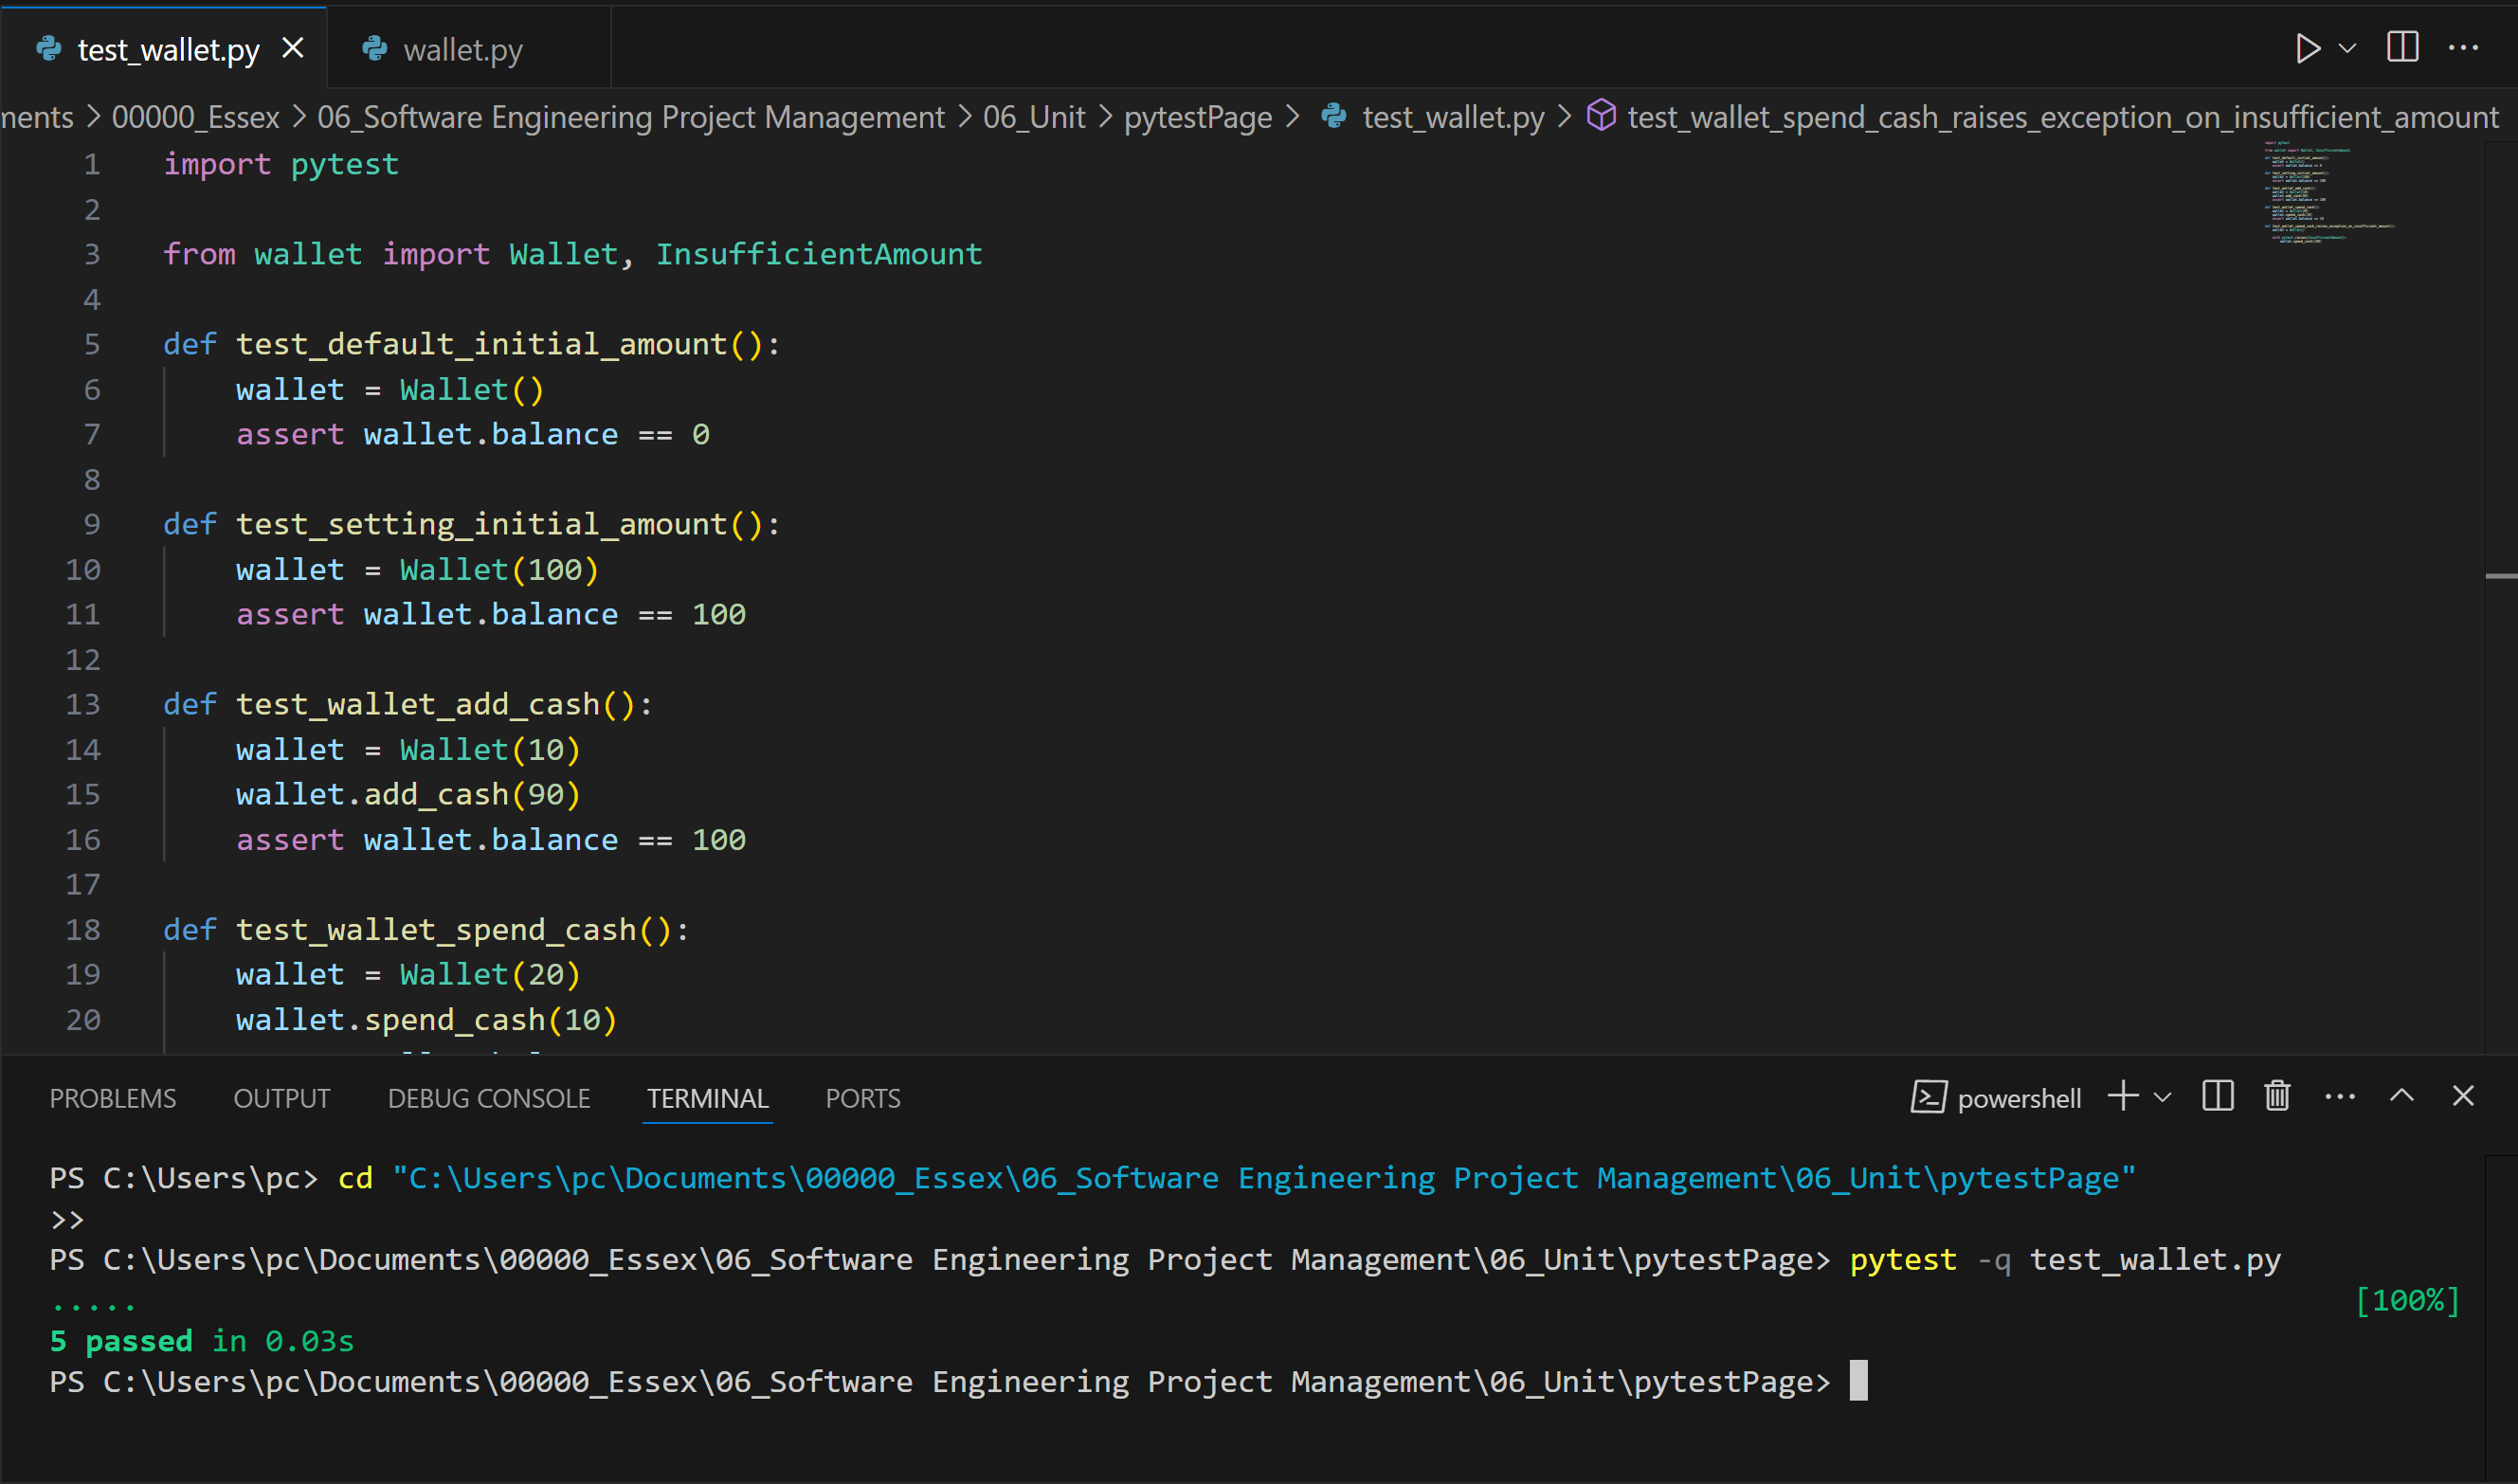 test_wallet.py
wallet.py
ments > 00000_Essex > 06_Software Engineering Project Management > 06_Unit > pytestPage > test_wallet.py > test_wallet_spend_cash_raises_exception_on_insufficient_amount
1 import pytest
2
3 from wallet import Wallet, InsufficientAmount
4
5 def test_default_initial_amount():
6     wallet = Wallet()
7     assert wallet.balance == 0
8
9 def test_setting_initial_amount():
10     wallet = Wallet(100)
11     assert wallet.balance == 100
12
13 def test_wallet_add_cash():
14     wallet = Wallet(10)
15     wallet.add_cash(90)
16     assert wallet.balance == 100
17
18 def test_wallet_spend_cash():
19     wallet = Wallet(20)
20     wallet.spend_cash(10)
PROBLEMS OUTPUT DEBUG CONSOLE TERMINAL PORTS powershell
PS C:\Users\pc> cd "C:\Users\pc\Documents\00000_Essex\06_Software Engineering Project Management\06_Unit\pytestPage"
>>
PS C:\Users\pc\Documents\00000_Essex\06_Software Engineering Project Management\06_Unit\pytestPage> pytest -q test_wallet.py
..... [100%]
5 passed in 0.03s
PS C:\Users\pc\Documents\00000_Essex\06_Software Engineering Project Management\06_Unit\pytestPage>